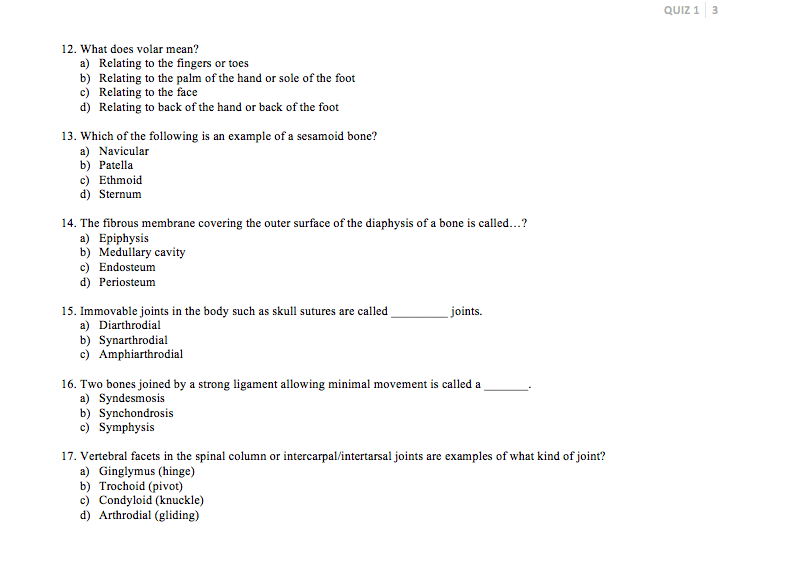 QUIZ 1 3
12. What does volar mean?
a) Relating to the fingers or toes
b) Relating to the palm of the hand or sole of the foot
c) Relating to the face
d) Relating to back of the hand or back of the foot
13. Which of the following is an example of a sesamoid bone?
a) Navicular
b) Patella
c) Ethmoid
d) Sternum
14. The fibrous membrane covering the outer surface of the diaphysis of a bone is called…?
a) Epiphysis
b) Medullary cavity
c) Endosteum
d) Periosteum
15. Immovable joints in the body such as skull sutures are called _________ joints.
a) Diarthrodial
b) Synarthrodial
c) Amphiarthrodial
16. Two bones joined by a strong ligament allowing minimal movement is called a _______.
a) Syndesmosis
b) Synchondrosis
c) Symphysis
17. Vertebral facets in the spinal column or intercarpal/intertarsal joints are examples of what kind of joint?
a) Ginglymus (hinge)
b) Trochoid (pivot)
c) Condyloid (knuckle)
d) Arthrodial (gliding)